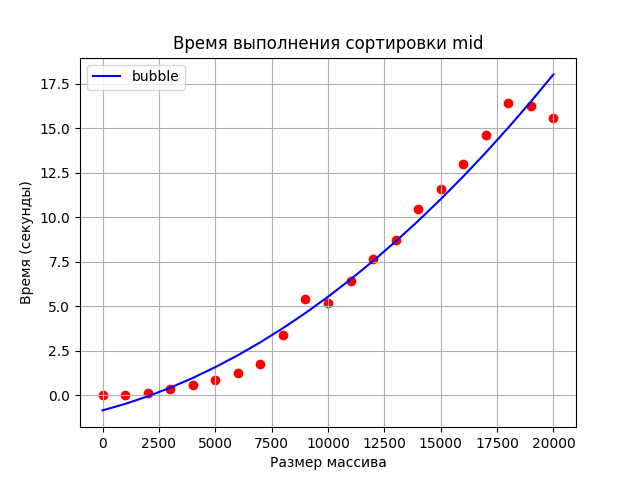 Время выполнения сортировки mid
bubble
Время (секунды)
17.5
15.0
12.5
10.0
7.5
5.0
2.5
0.0
0 2500 5000 7500 10000 12500 15000 17500 20000
Размер массива